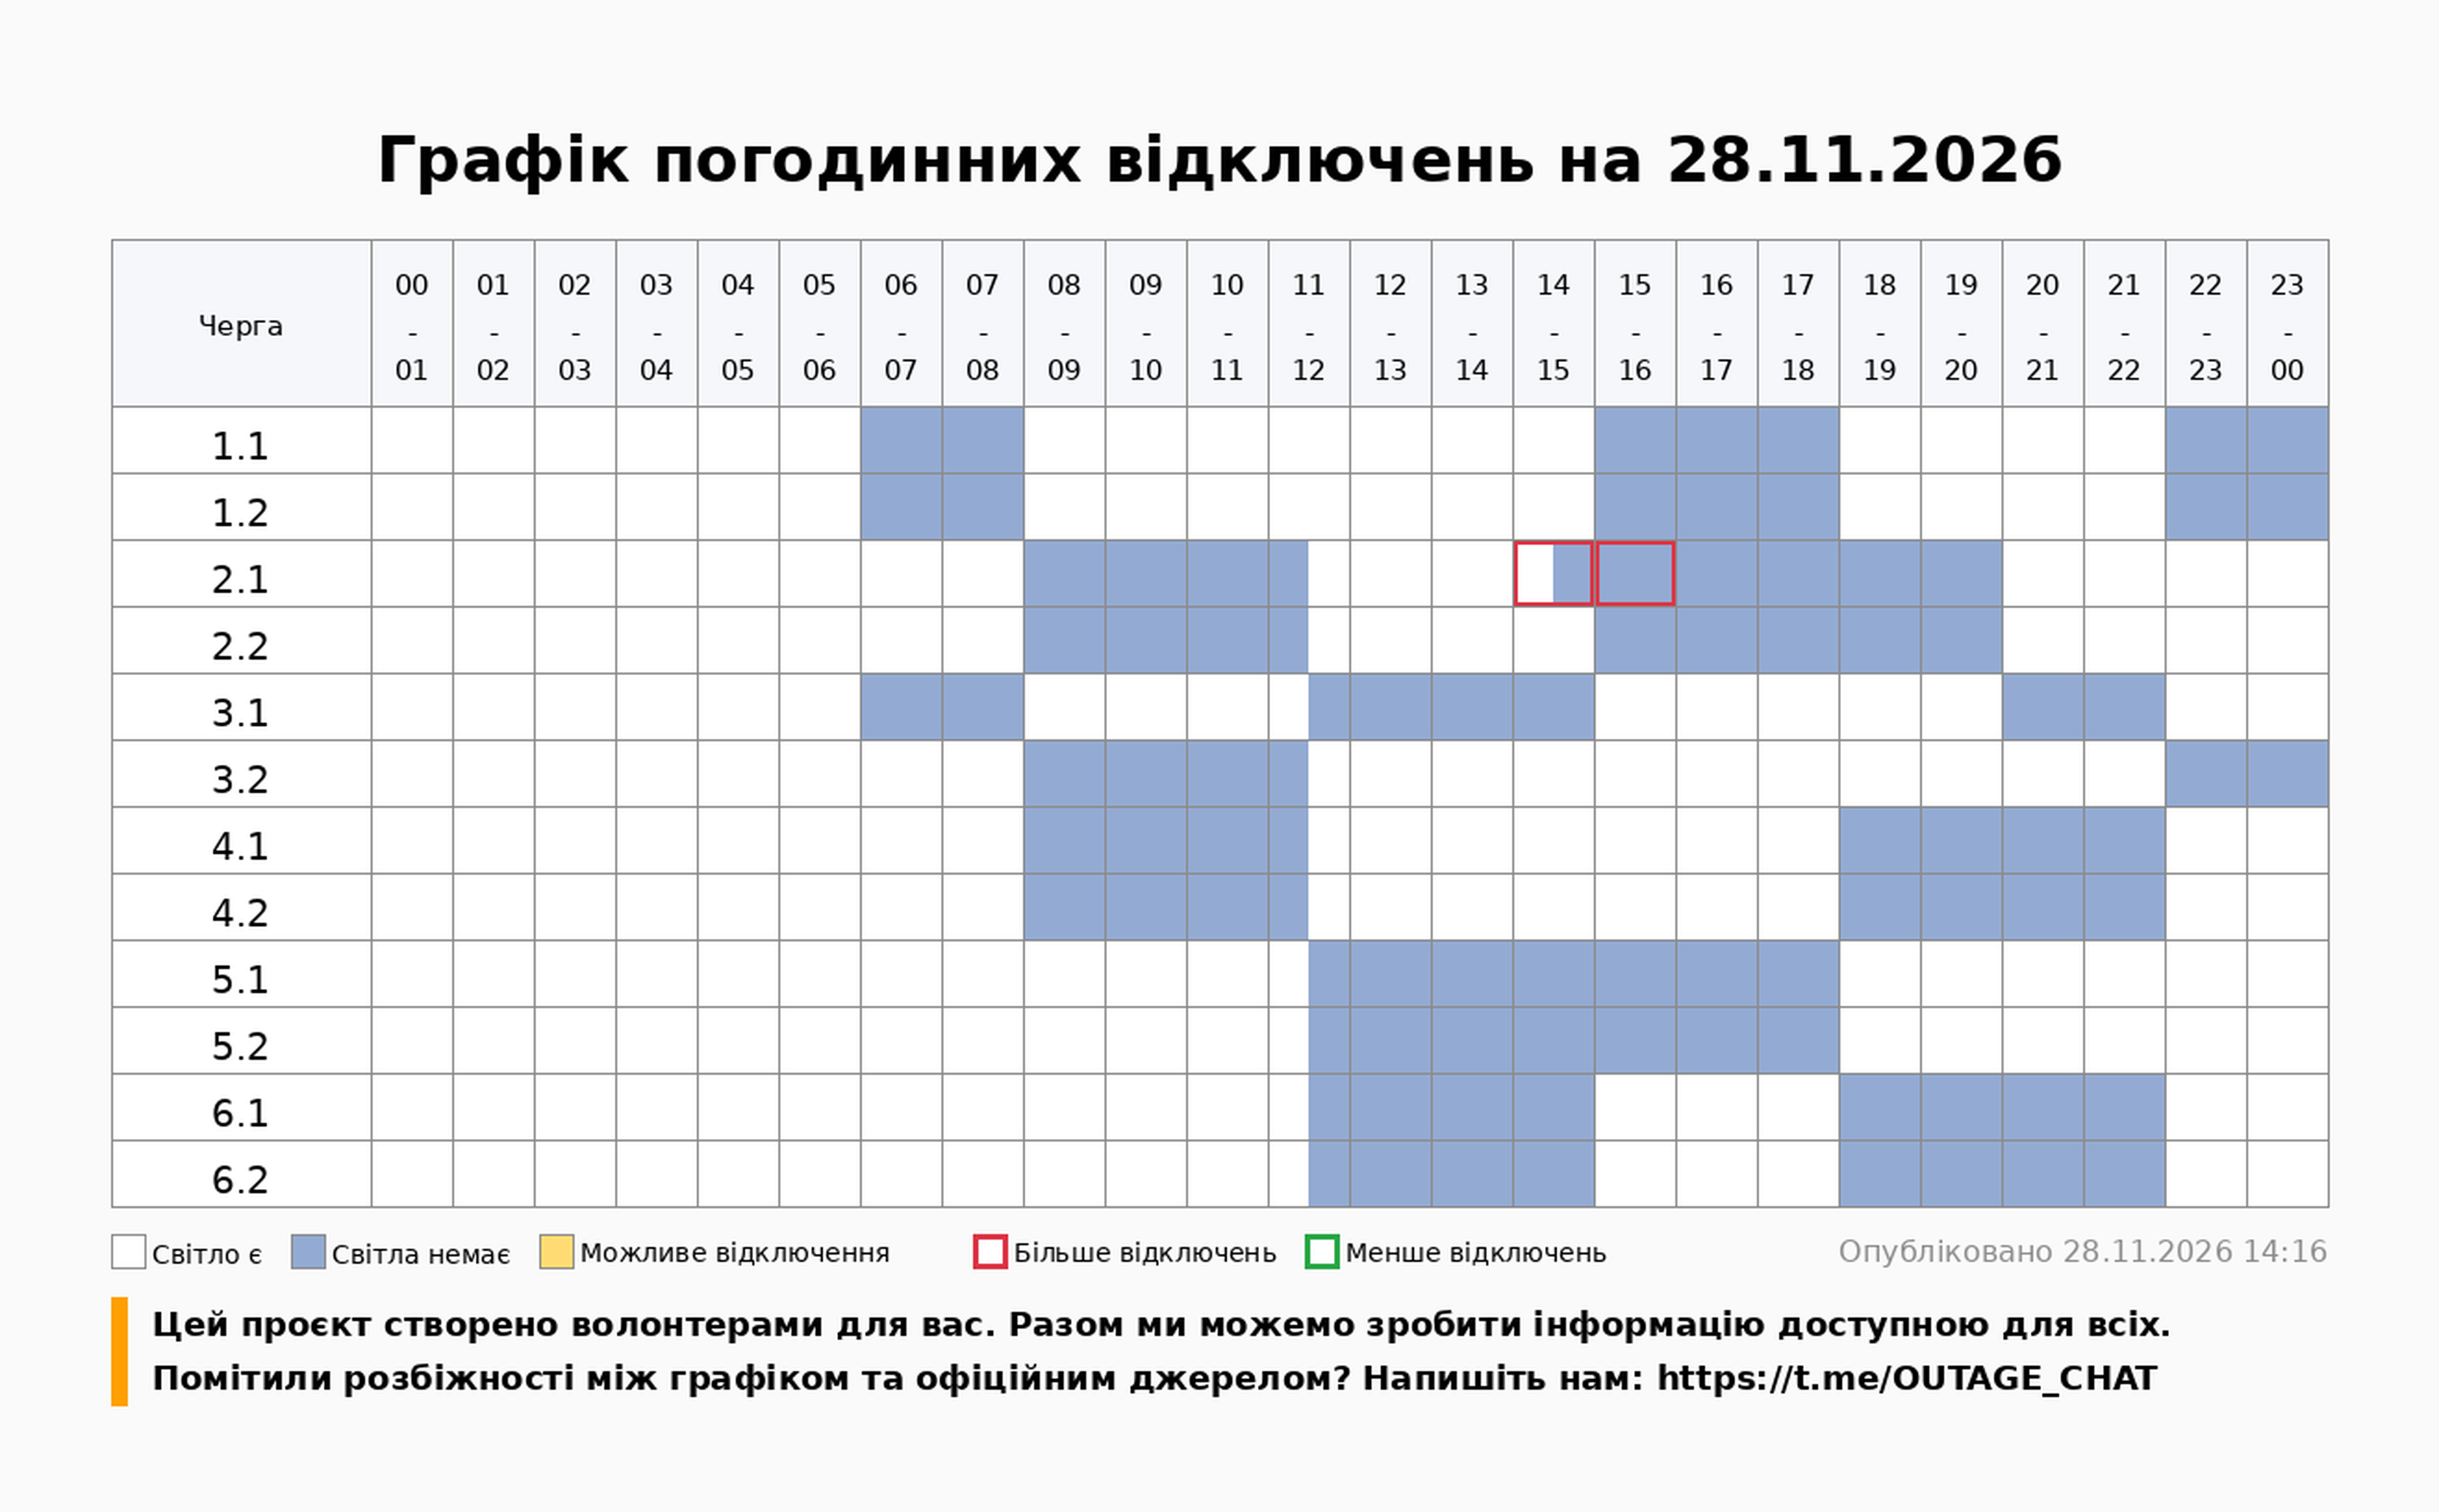 Графік погодинних відключень на 28.11.2026
Черга 00 - 01 01 - 02 02 - 03 03 - 04 04 - 05 05 - 06 06 - 07 07 - 08 08 - 09 09 - 10 10 - 11 11 - 12 12 - 13 13 - 14 14 - 15 15 - 16 16 - 17 17 - 18 18 - 19 19 - 20 20 - 21 21 - 22 22 - 23 23 - 00
1.1
1.2
2.1
2.2
3.1
3.2
4.1
4.2
5.1
5.2
6.1
6.2
Світло є Світла немає Можливе відключення Більше відключень Менше відключень Опубліковано 28.11.2026 14:16
Цей проєкт створено волонтерами для вас. Разом ми можемо зробити інформацію доступною для всіх.
Помітили розбіжності між графіком та офіційним джерелом? Напишіть нам: https://t.me/OUTAGE_CHAT